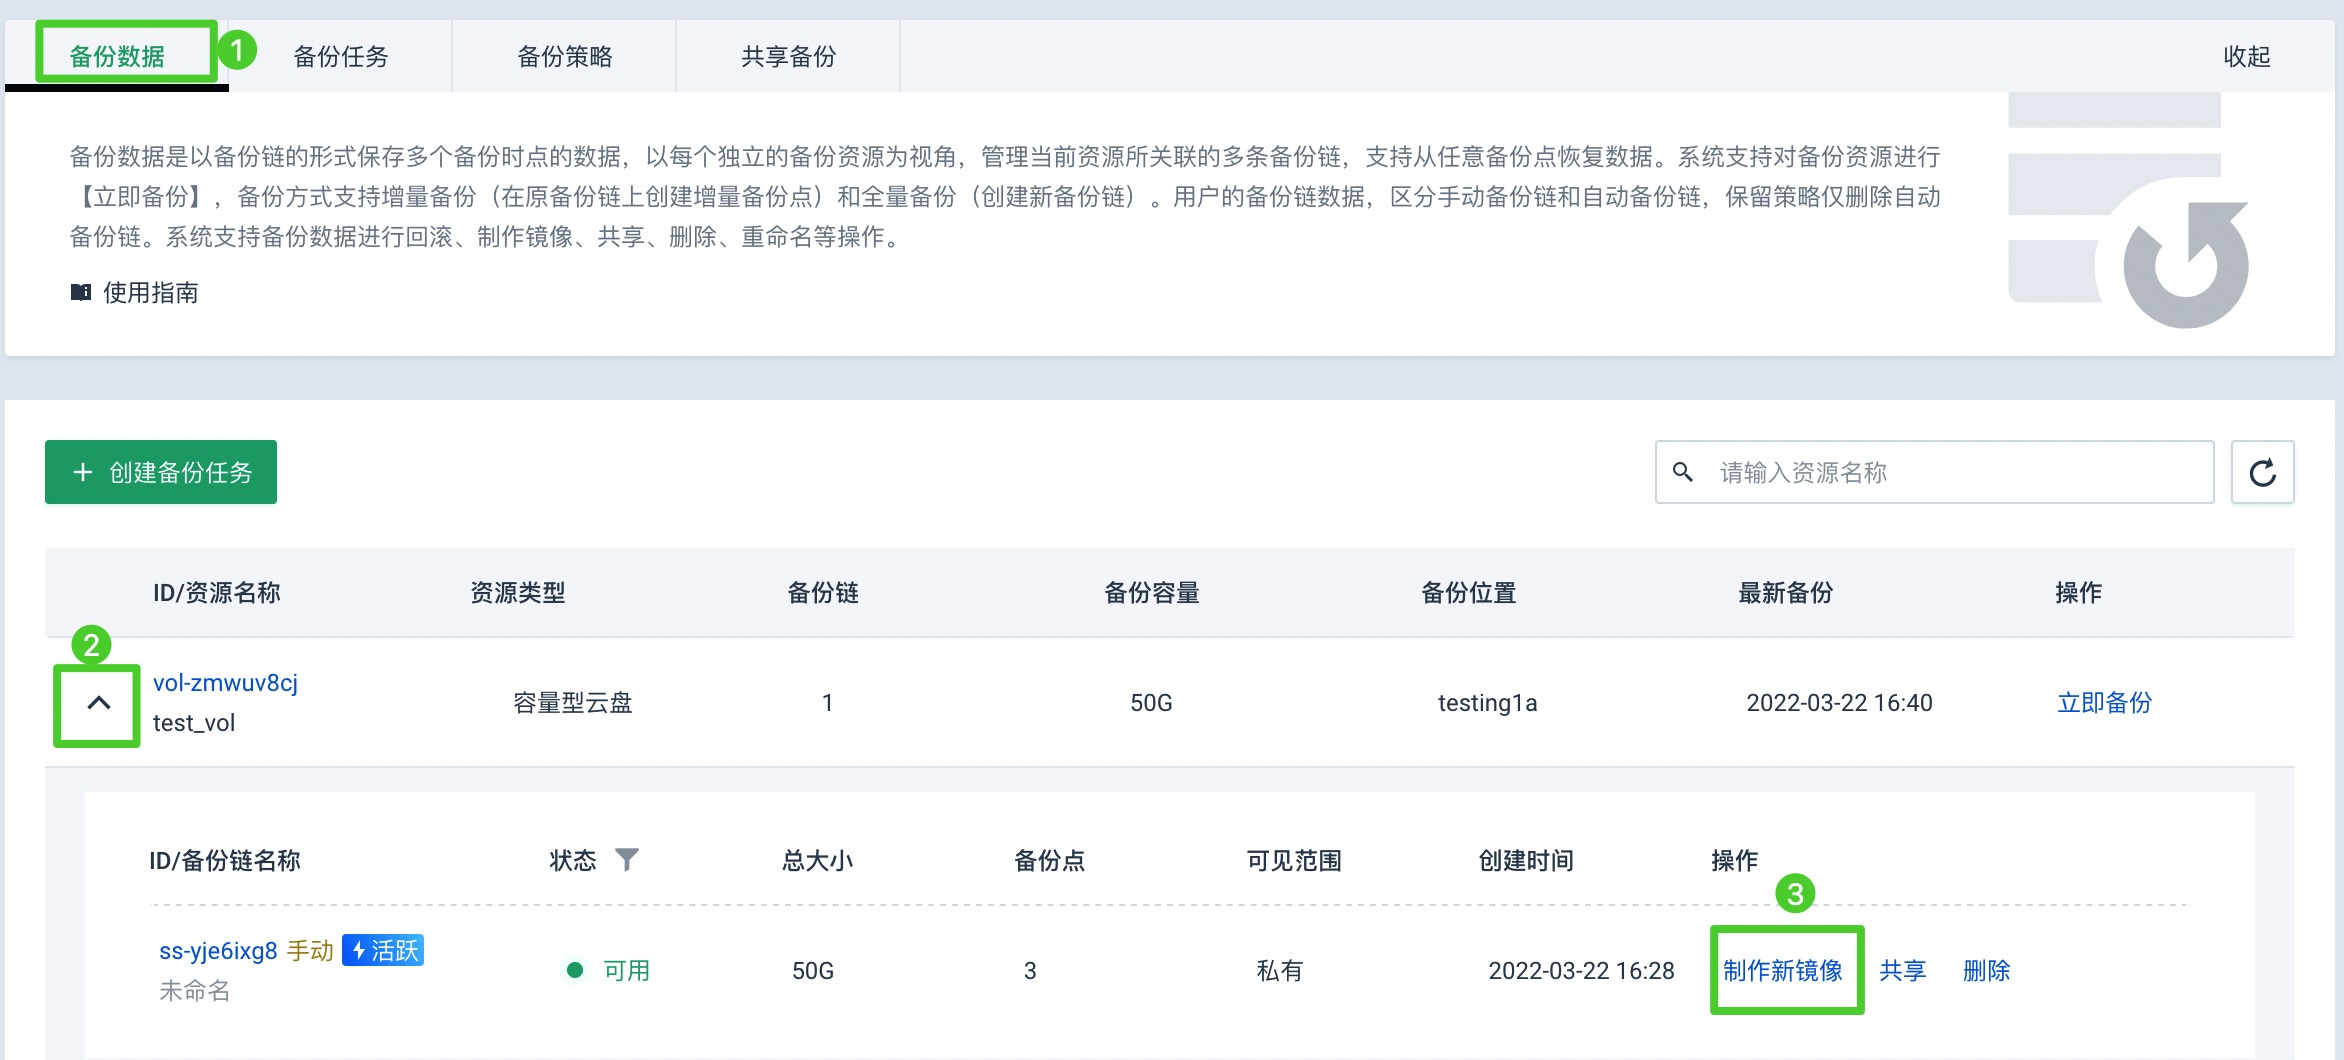 备份数据 1 备份任务 备份策略 共享备份 收起
备份数据是以备份链的形式保存多个备份时点的数据，以每个独立的备份资源为视角，管理当前资源所关联的多条备份链，支持从任意备份点恢复数据。系统支持对备份资源进行
【立即备份】，备份方式支持增量备份（在原备份链上创建增量备份点）和全量备份（创建新备份链）。用户的备份链数据，区分手动备份链和自动备份链，保留策略仅删除自动
备份链。系统支持备份数据进行回滚、制作镜像、共享、删除、重命名等操作。
使用指南
+ 创建备份任务 请输入资源名称
ID/资源名称 资源类型 备份链 备份容量 备份位置 最新备份 操作
2
vol-zmwuv8cj
test_vol 容量型云盘 1 50G testing1a 2022-03-22 16:40 立即备份
ID/备份链名称 状态 总大小 备份点 可见范围 创建时间 操作
3
ss-yje6ixg8 手动 活跃
未命名 可用 50G 3 私有 2022-03-22 16:28 制作新镜像 共享 删除